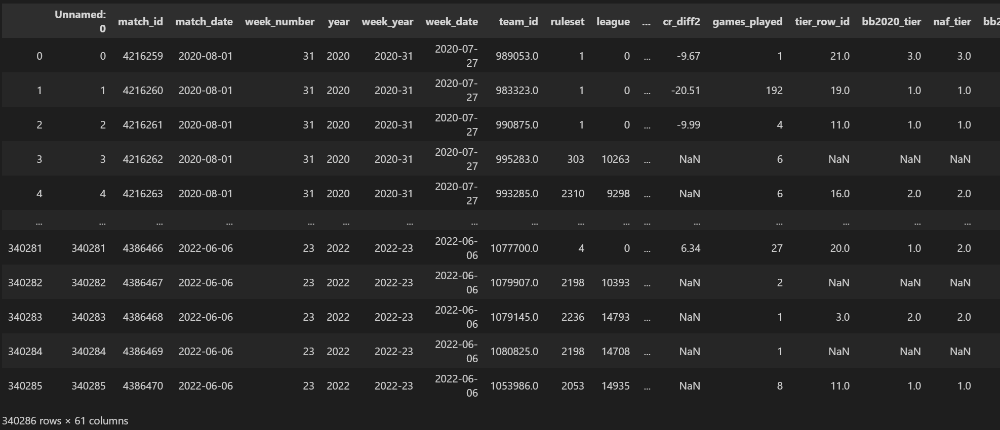 Unnamed: 0 match_id match_date week_number year week_year week_date team_id ruleset league ... cr_diff2 games_played tier_row_id bb2020_tier naf_tier bb2
0 0 4216259 2020-08-01 31 2020 2020-31 2020-07-27 989053.0 1 0 ... -9.67 1 21.0 3.0 3.0
1 1 4216260 2020-08-01 31 2020 2020-31 2020-07-27 983323.0 1 0 ... -20.51 192 19.0 1.0 1.0
2 2 4216261 2020-08-01 31 2020 2020-31 2020-07-27 990875.0 1 0 ... -9.99 4 11.0 1.0 1.0
3 3 4216262 2020-08-01 31 2020 2020-31 2020-07-27 995283.0 303 10263 ... NaN 6 NaN NaN NaN
4 4 4216263 2020-08-01 31 2020 2020-31 2020-07-27 993285.0 2310 9298 ... NaN 6 16.0 2.0 2.0
... ... ... ... ... ... ... ... ... ... ... ... ... ... ... ... ...
340281 340281 4386466 2022-06-06 23 2022 2022-23 2022-06-06 1077700.0 4 0 ... 6.34 27 20.0 1.0 2.0
340282 340282 4386467 2022-06-06 23 2022 2022-23 2022-06-06 1079907.0 2198 10393 ... NaN 2 NaN NaN NaN
340283 340283 4386468 2022-06-06 23 2022 2022-23 2022-06-06 1079145.0 2236 14793 ... NaN 1 3.0 2.0 2.0
340284 340284 4386469 2022-06-06 23 2022 2022-23 2022-06-06 1080825.0 2198 14708 ... NaN 1 NaN NaN NaN
340285 340285 4386470 2022-06-06 23 2022 2022-23 2022-06-06 1053986.0 2053 14935 ... NaN 8 11.0 1.0 1.0
340286 rows × 61 columns